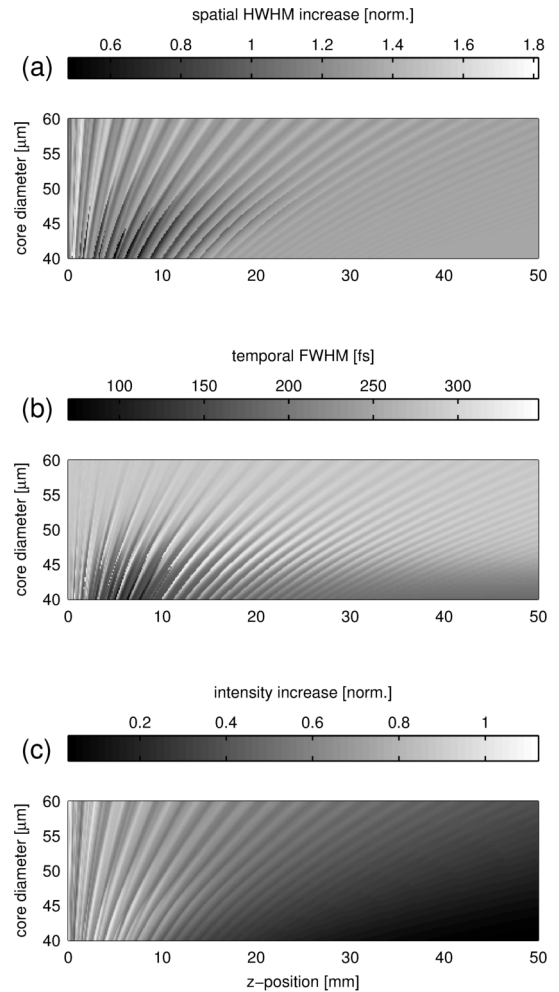 spatial HWHM increase [norm.]
0.6 0.8 1 1.2 1.4 1.6 1.8
(a)
60
55
50
45
40
core diameter [μm]
0 10 20 30 40 50
temporal FWHM [fs]
100 150 200 250 300
(b)
60
55
50
45
40
core diameter [μm]
0 10 20 30 40 50
intensity increase [norm.]
0.2 0.4 0.6 0.8 1
(c)
60
55
50
45
40
core diameter [μm]
0 10 20 30 40 50
z−position [mm]